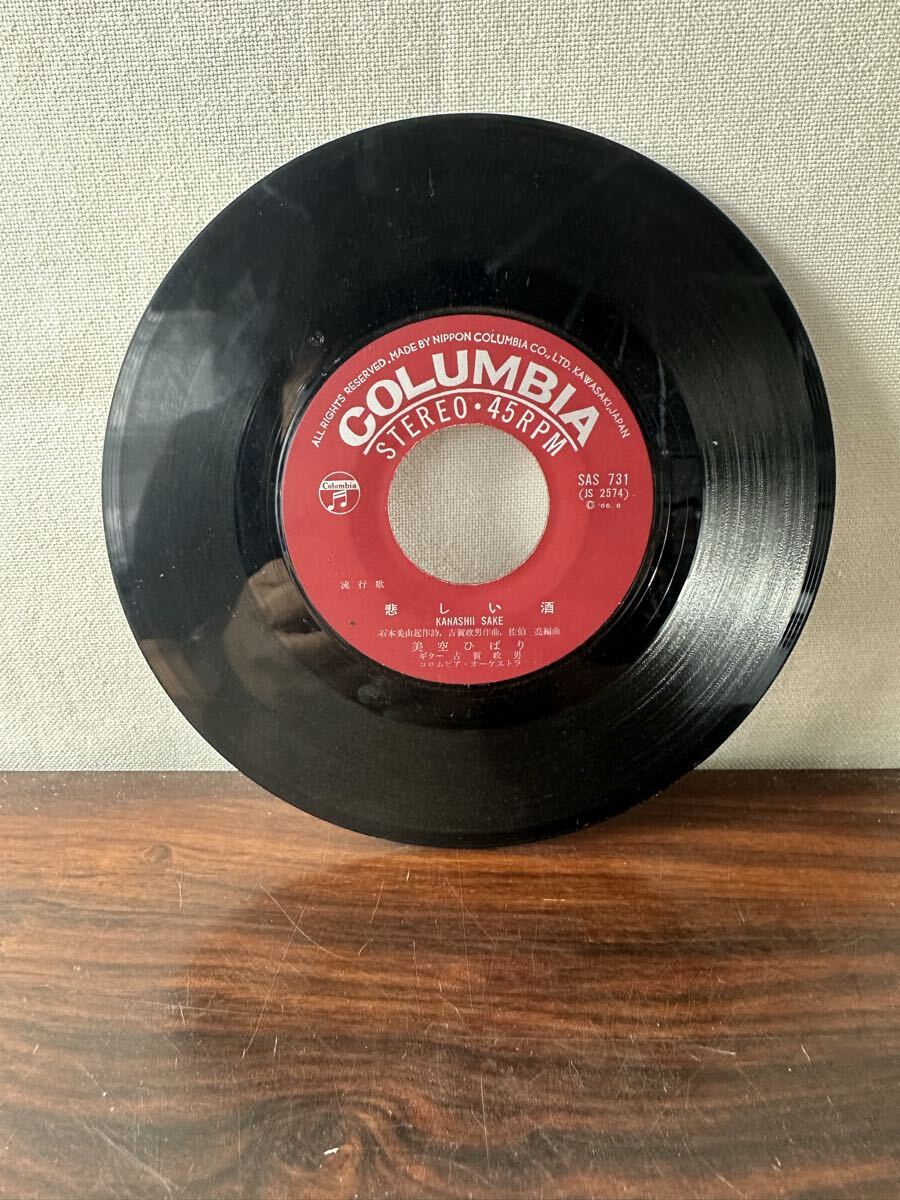 ALL RIGHTS RESERVED. MADE BY NIPPON COLUMBIA CO., LTD. KAWASAKI, JAPAN
COLUMBIA
STEREO・45RPM
Columbia
SAS 731
(JS 2574)
Ⓒ '66. 6
流行歌
悲しい酒
KANASHII SAKE
石本美由起作詩, 古賀政男作曲, 佐伯 亮編曲
美空ひばり
ギター 古賀政男
コロムビア・オーケストラ